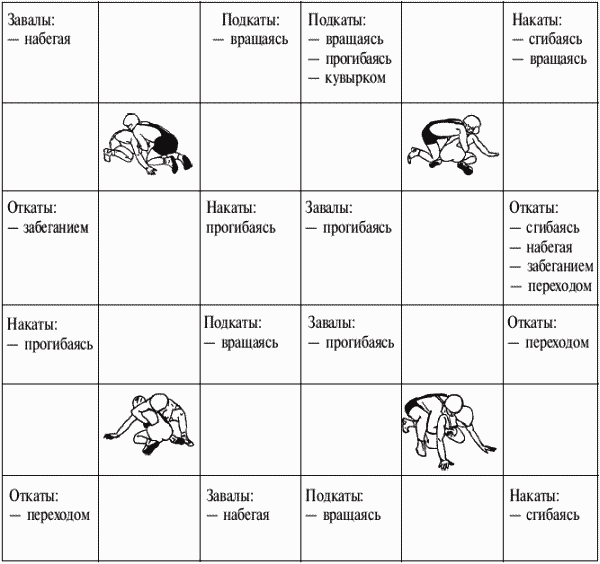 Завалы:
— набегая
Подкаты:
— вращаясь
Подкаты:
— вращаясь
— прогибаясь
— кувырком
Накаты:
— сгибаясь
— вращаясь
Откаты:
— забеганием
Накаты:
прогибаясь
Завалы:
— прогибаясь
Откаты:
— сгибаясь
— набегая
— забеганием
— переходом
Накаты:
— прогибаясь
Подкаты:
— вращаясь
Завалы:
— прогибаясь
Откаты:
— переходом
Откаты:
— переходом
Завалы:
— набегая
Подкаты:
— вращаясь
Накаты:
— сгибаясь